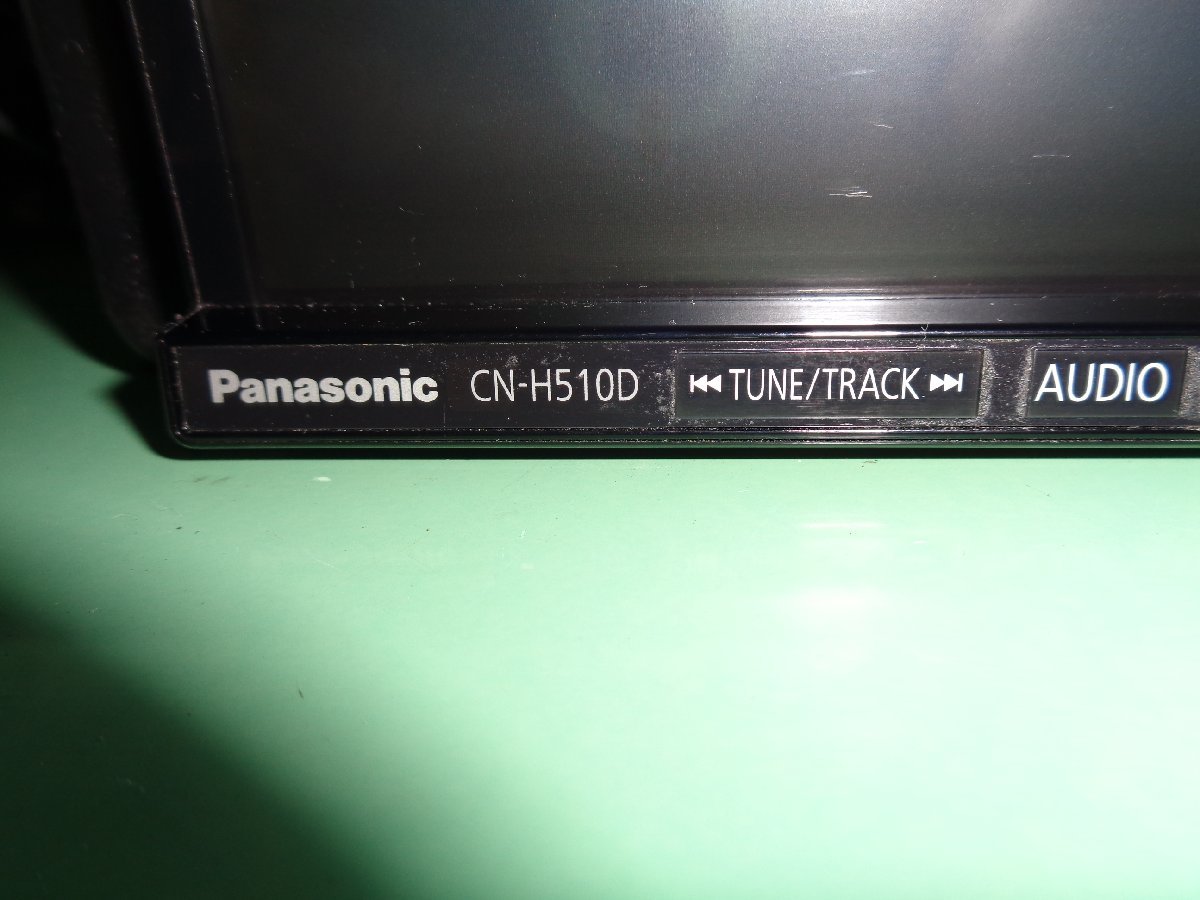 Panasonic CN-H510D ⏮ TUNE/TRACK ⏭ AUDIO